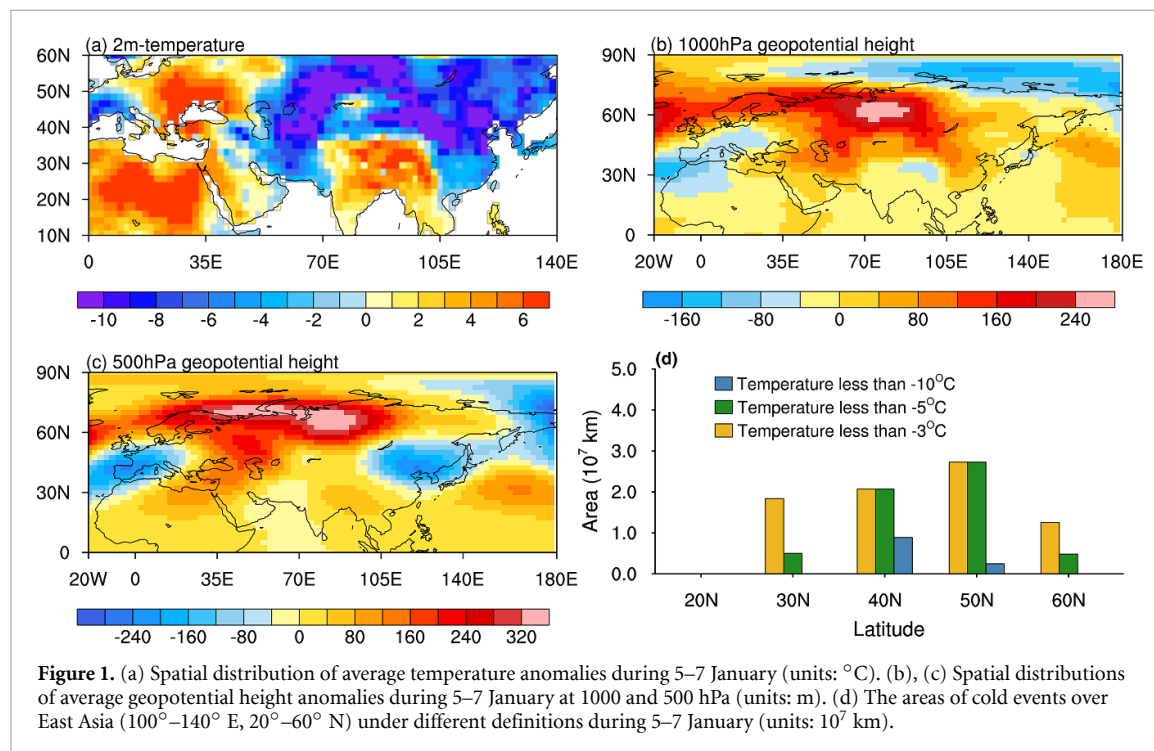 (a) 2m-temperature
60N
50N
40N
30N
20N
10N
0 35E 70E 105E 140E
-10 -8 -6 -4 -2 0 2 4 6
(b) 1000hPa geopotential height
90N
60N
30N
0
20W 0 35E 70E 105E 140E 180E
-160 -80 0 80 160 240
(c) 500hPa geopotential height
90N
60N
30N
0
20W 0 35E 70E 105E 140E 180E
-240 -160 -80 0 80 160 240 320
(d)
5.0
4.0
3.0
2.0
1.0
0.0
Area (10⁷ km)
Temperature less than -10°C
Temperature less than -5°C
Temperature less than -3°C
20N 30N 40N 50N 60N
Latitude
Figure 1. (a) Spatial distribution of average temperature anomalies during 5–7 January (units: °C). (b), (c) Spatial distributions
of average geopotential height anomalies during 5–7 January at 1000 and 500 hPa (units: m). (d) The areas of cold events over
East Asia (100°–140° E, 20°–60° N) under different definitions during 5–7 January (units: 10⁷ km).